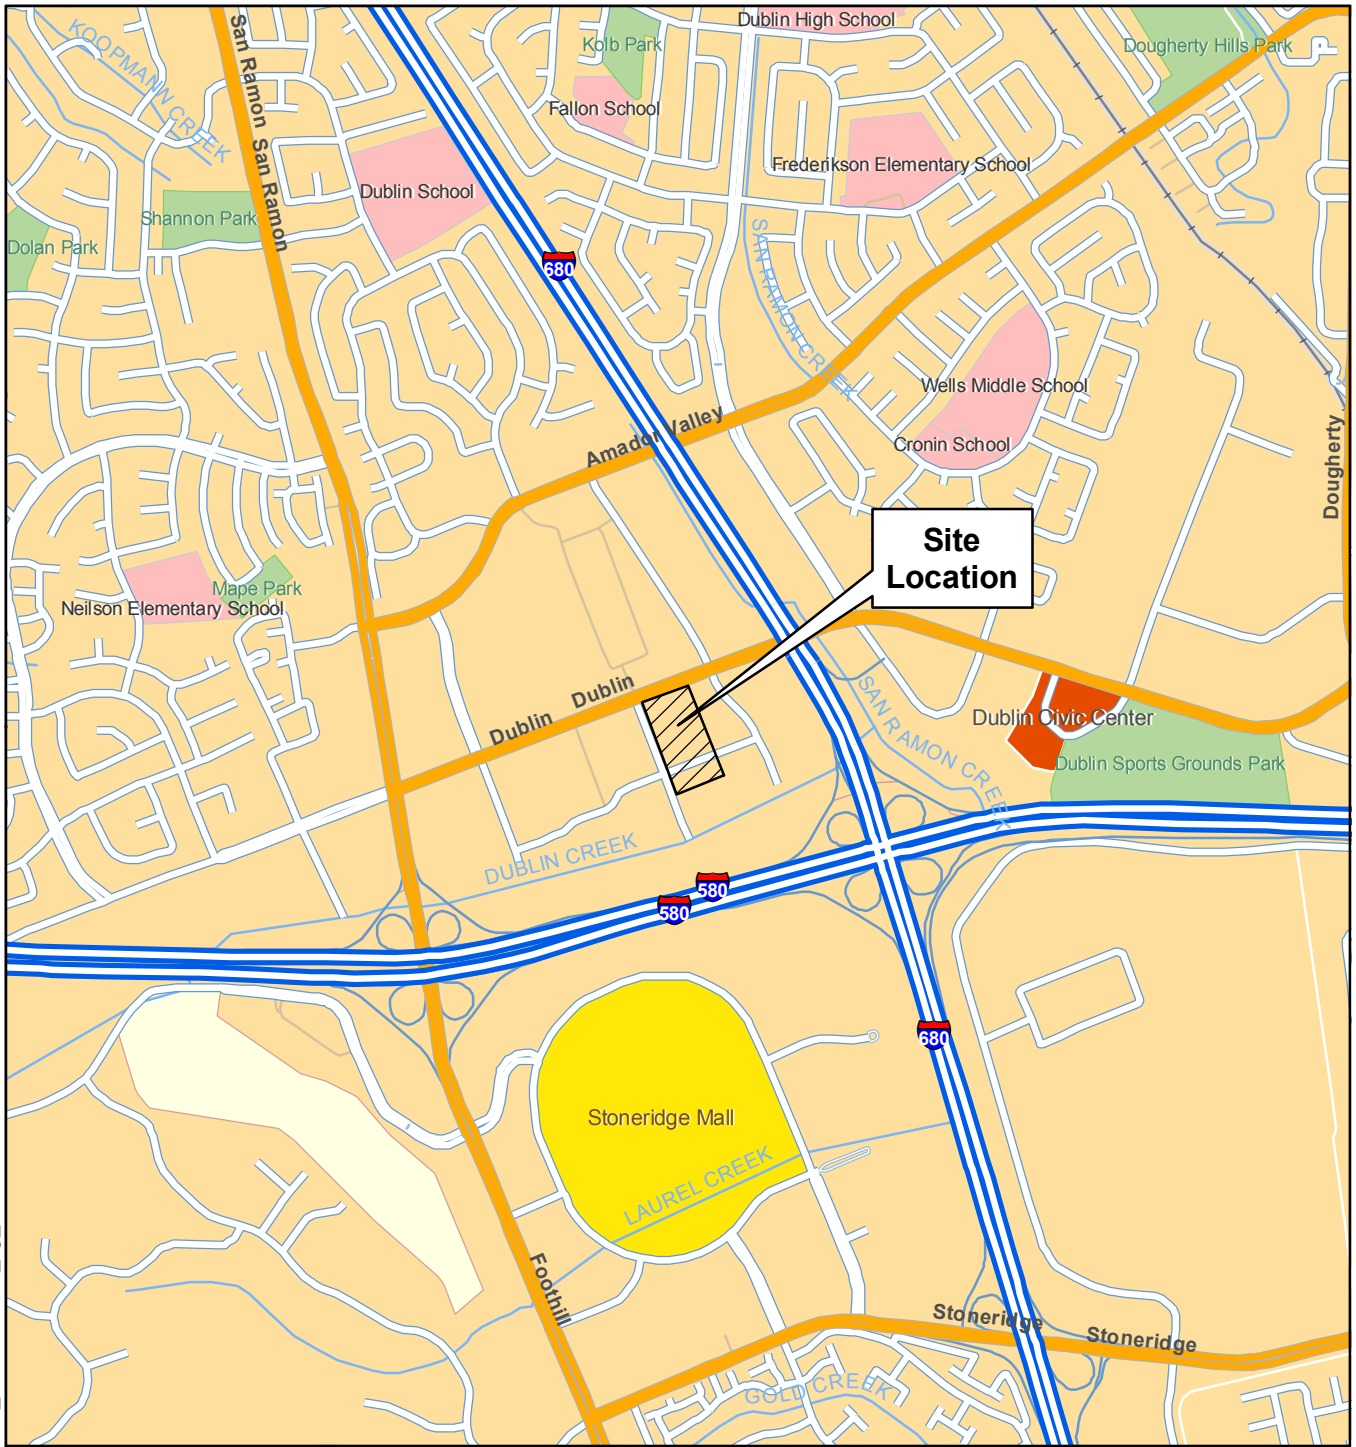 Dublin High School
KOOPMANN CREEK
San Ramon
San Ramon
Kolb Park
Dougherty Hills Park
Fallon School
Frederikson Elementary School
Dublin School
Shannon Park
Dolan Park
680
SAN RAMON CREEK
Wells Middle School
Amador Valley
Cronin School
Dougherty
Site
Location
Mape Park
Neilson Elementary School
Dublin
Dublin
SAN RAMON CREEK
Dublin Civic Center
Dublin Sports Grounds Park
DUBLIN CREEK
580
580
680
Stoneridge Mall
LAUREL CREEK
Foothill
Stoneridge
Stoneridge
GOLD CREEK